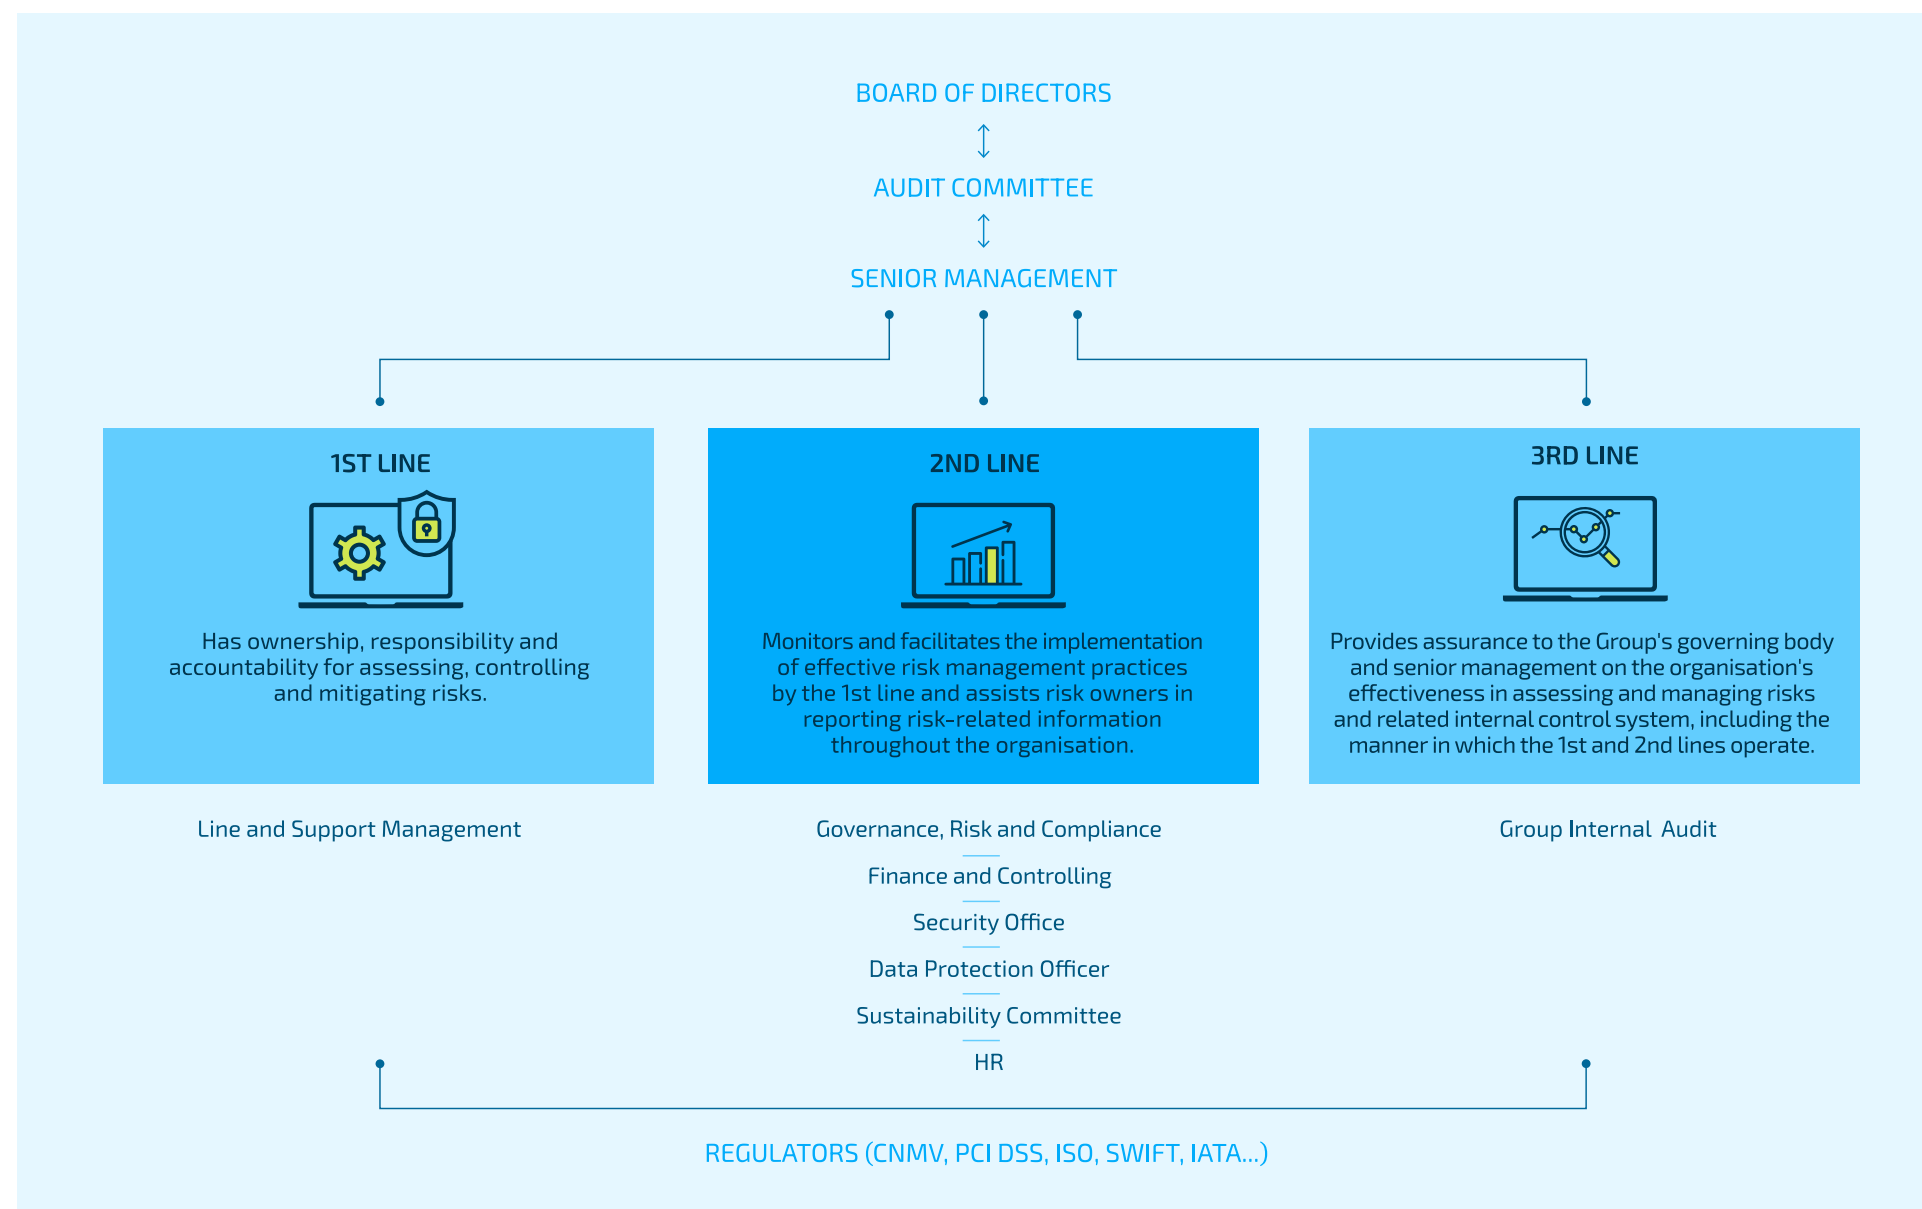 BOARD OF DIRECTORS
AUDIT COMMITTEE
SENIOR MANAGEMENT
1ST LINE
Has ownership, responsibility and
accountability for assessing, controlling
and mitigating risks.
Line and Support Management
2ND LINE
Monitors and facilitates the implementation
of effective risk management practices
by the 1st line and assists risk owners in
reporting risk-related information
throughout the organisation.
Governance, Risk and Compliance
Finance and Controlling
Security Office
Data Protection Officer
Sustainability Committee
HR
3RD LINE
Provides assurance to the Group's governing body
and senior management on the organisation's
effectiveness in assessing and managing risks
and related internal control system, including the
manner in which the 1st and 2nd lines operate.
Group Internal Audit
REGULATORS (CNMV, PCI DSS, ISO, SWIFT, IATA...)